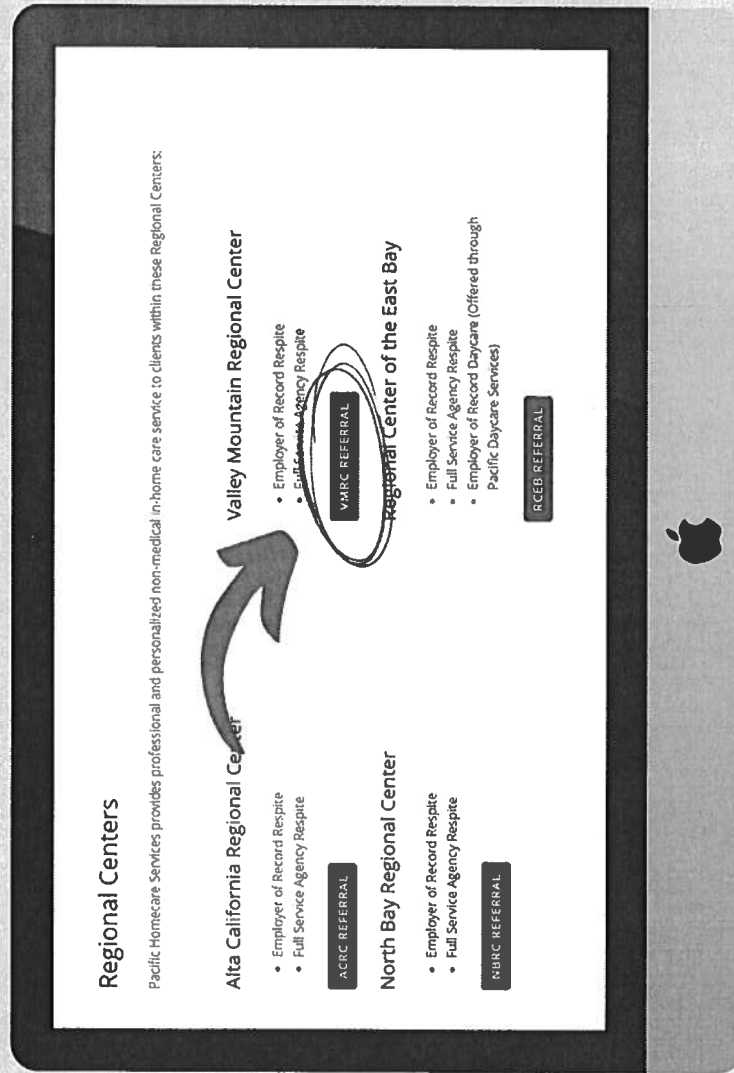 Regional Centers
Pacific Homecare Services provides professional and personalized non-medical in-home care service to clients within these Regional Centers:
Alta California Regional Center
• Employer of Record Respite
• Full Service Agency Respite
ACRC REFERRAL
Valley Mountain Regional Center
• Employer of Record Respite
• Full Service Agency Respite
VMRC REFERRAL
North Bay Regional Center
• Employer of Record Respite
• Full Service Agency Respite
NBRC REFERRAL
Regional Center of the East Bay
• Employer of Record Respite
• Full Service Agency Respite
• Employer of Record Daycare (Offered through
Pacific Daycare Services)
RCEB REFERRAL